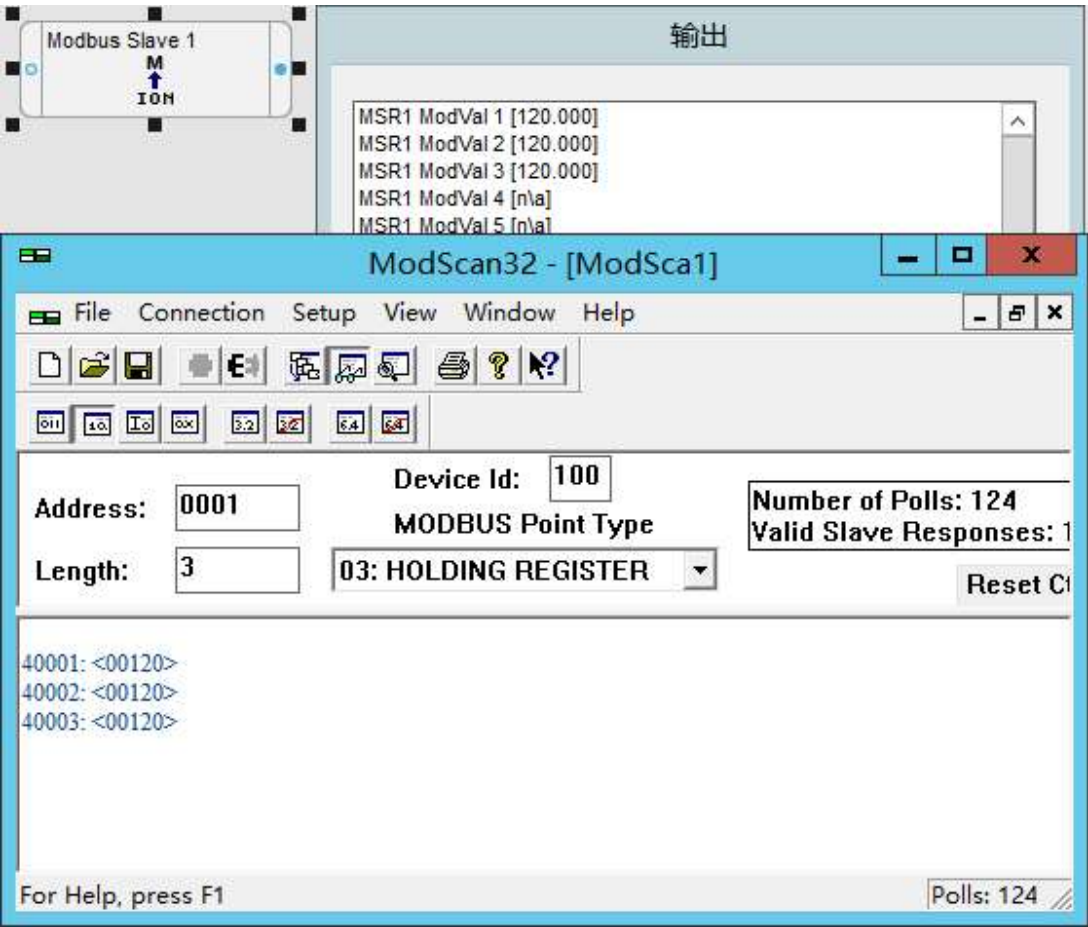 Modbus Slave 1
M
ION
输出
MSR1 ModVal 1 [120.000]
MSR1 ModVal 2 [120.000]
MSR1 ModVal 3 [120.000]
MSR1 ModVal 4 [n\a]
MSR1 ModVal 5 [n\a]
ModScan32 - [ModSca1]
File Connection Setup View Window Help
Address: 0001
Device Id: 100
MODBUS Point Type
Length: 3
03: HOLDING REGISTER
Number of Polls: 124
Valid Slave Responses: 1
Reset Ct
40001: <00120>
40002: <00120>
40003: <00120>
For Help, press F1
Polls: 124